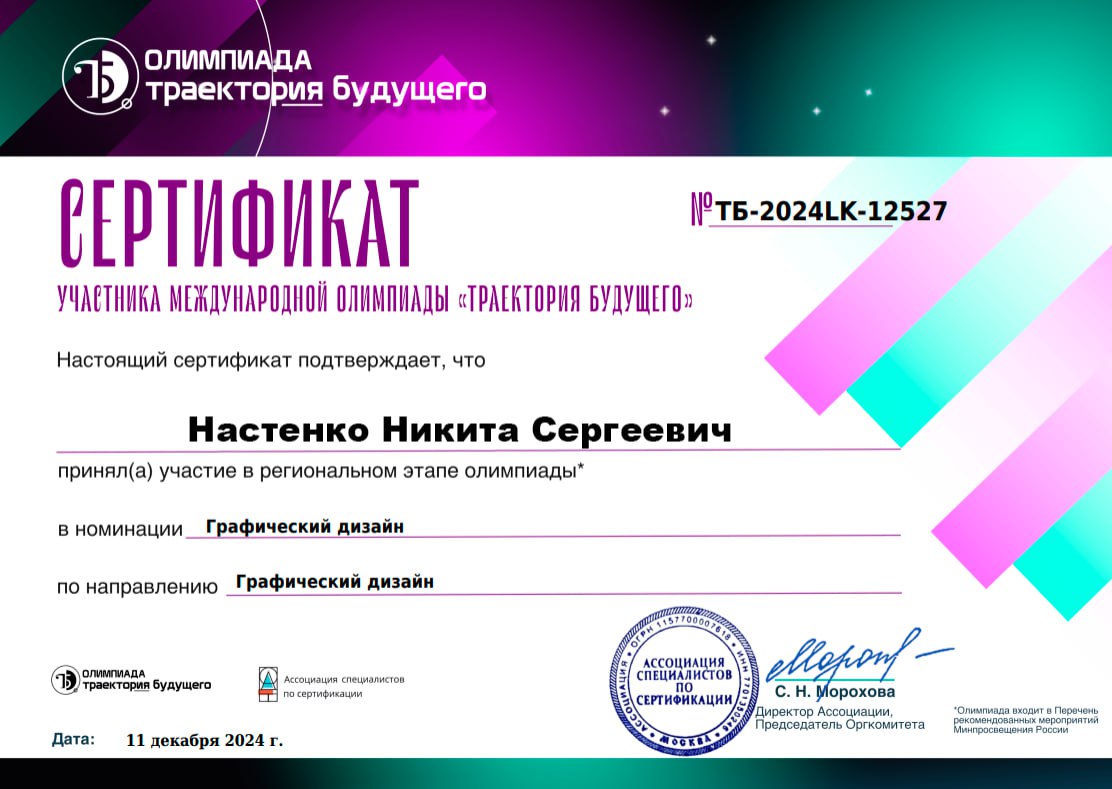 ОЛИМПИАДА
траектория будущего
СЕРТИФИКАТ
№ ТБ-2024LK-12527
УЧАСТНИКА МЕЖДУНАРОДНОЙ ОЛИМПИАДЫ «ТРАЕКТОРИЯ БУДУЩЕГО»
Настоящий сертификат подтверждает, что
Настенко Никита Сергеевич
принял(а) участие в региональном этапе олимпиады*
в номинации Графический дизайн
по направлению Графический дизайн
ОЛИМПИАДА
траектория будущего
Ассоциация специалистов
по сертификации
АССОЦИАЦИЯ
СПЕЦИАЛИСТОВ
ПО
СЕРТИФИКАЦИИ
АССОЦИАЦИЯ • ОГРН 1157700007618 • ИНН 7701350246 •
МОСКВА
С. Н. Морохова
Директор Ассоциации,
Председатель Оргкомитета
*Олимпиада входит в Перечень
рекомендованных мероприятий
Минпросвещения России
Дата: 11 декабря 2024 г.